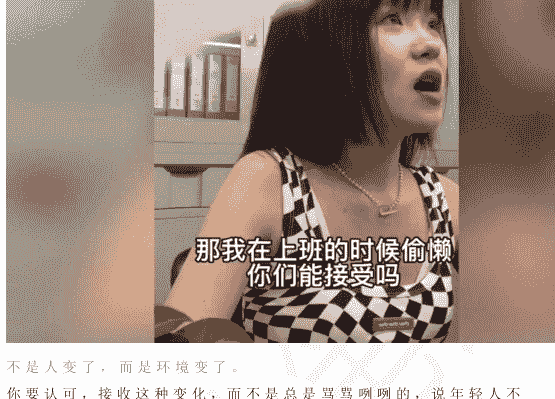 那我在上班的时候偷懒
你们能接受吗
不是人变了，而是环境变了。
你要认可，接收这种变化，而不是总是骂骂咧咧的，说年轻人不